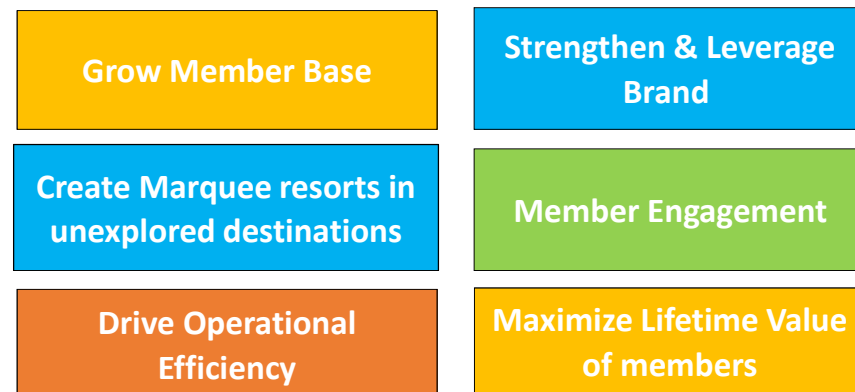 Grow Member Base
Strengthen & Leverage
Brand
Create Marquee resorts in
unexplored destinations
Member Engagement
Drive Operational
Efficiency
Maximize Lifetime Value
of members